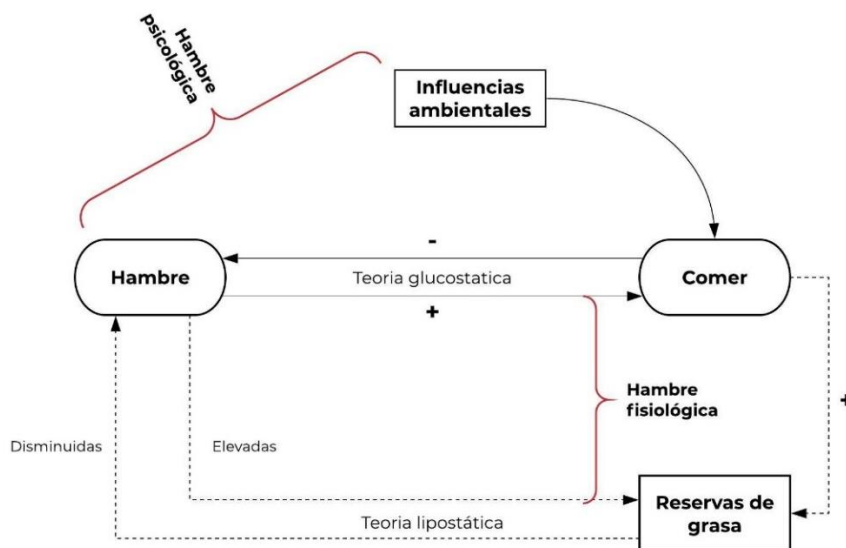 Hambre
psicológica
Influencias
ambientales
-
Hambre
Teoria glucostatica
Comer
+
Hambre
fisiológica
+
Disminuidas
Elevadas
Reservas de
grasa
Teoria lipostática